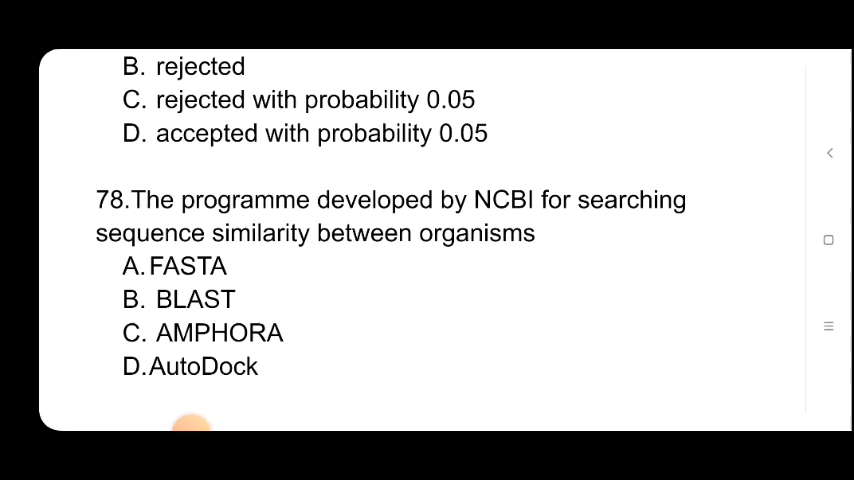 B. rejected
C. rejected with probability 0.05
D. accepted with probability 0.05
78.The programme developed by NCBI for searching
sequence similarity between organisms
A.FASTA
B. BLAST
C. AMPHORA
D.AutoDock